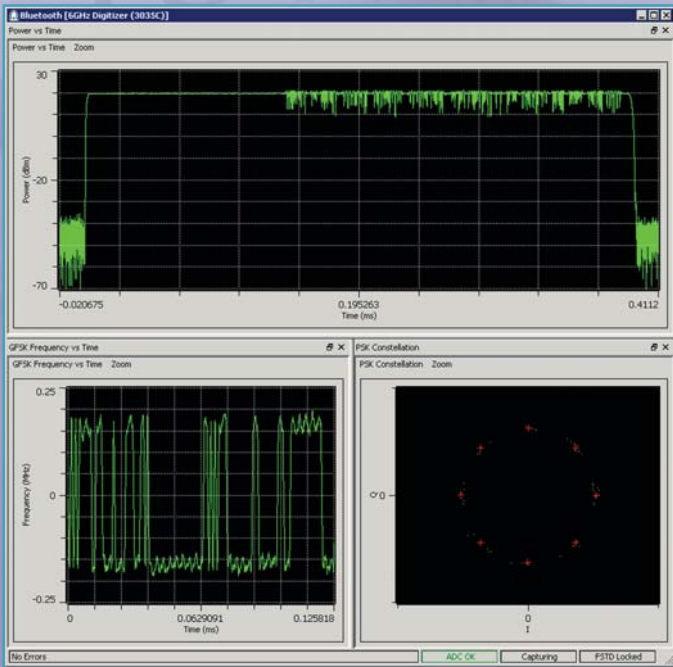 Bluetooth [6GHz Digitizer (3035C)]
Power vs Time
Power vs Time Zoom
30
-20
-70
Power (dBm)
-0.020675 0.195263 0.4112
Time (ms)
GFSK Frequency vs Time
GFSK Frequency vs Time Zoom
0.25
0
-0.25
Frequency (MHz)
0 0.0629091 0.125818
Time (ms)
PSK Constellation
PSK Constellation Zoom
Q 0
0
I
No Errors ADC OK Capturing FSTD Locked